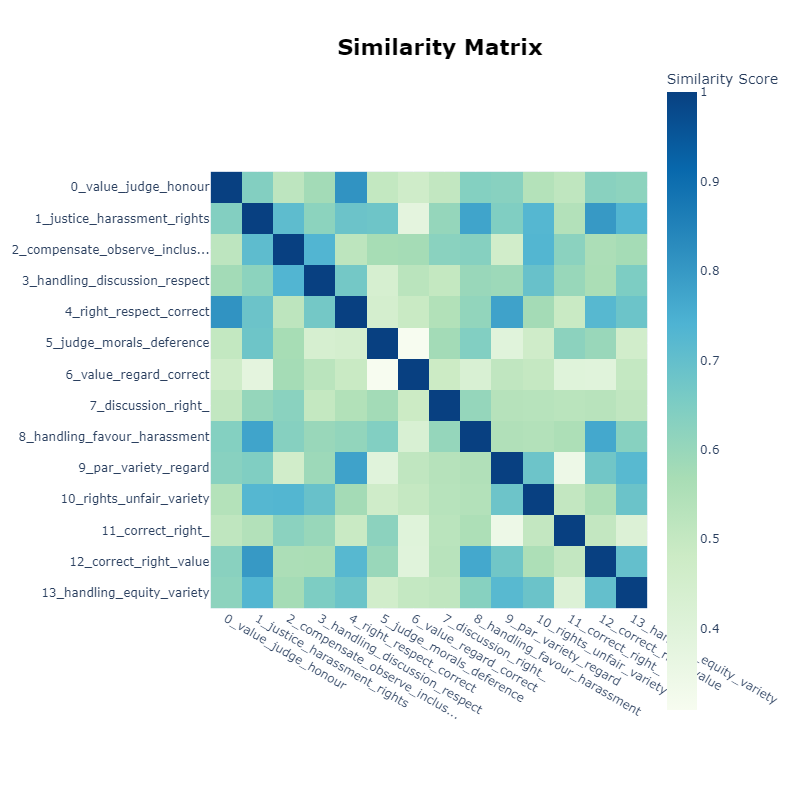 Similarity Matrix
Similarity Score
1
0.9
0.8
0.7
0.6
0.5
0.4
0_value_judge_honour
1_justice_harassment_rights
2_compensate_observe_inclus...
3_handling_discussion_respect
4_right_respect_correct
5_judge_morals_deference
6_value_regard_correct
7_discussion_right_
8_handling_favour_harassment
9_par_variety_regard
10_rights_unfair_variety
11_correct_right_
12_correct_right_value
13_handling_equity_variety
0_value_judge_honour
1_justice_harassment_rights
2_compensate_observe_inclus...
3_handling_discussion_respect
4_right_respect_correct
5_judge_morals_deference
6_value_regard_correct
7_discussion_right_
8_handling_favour_harassment
9_par_variety_regard
10_rights_unfair_variety
11_correct_right_
12_correct_right_value
13_handling_equity_variety